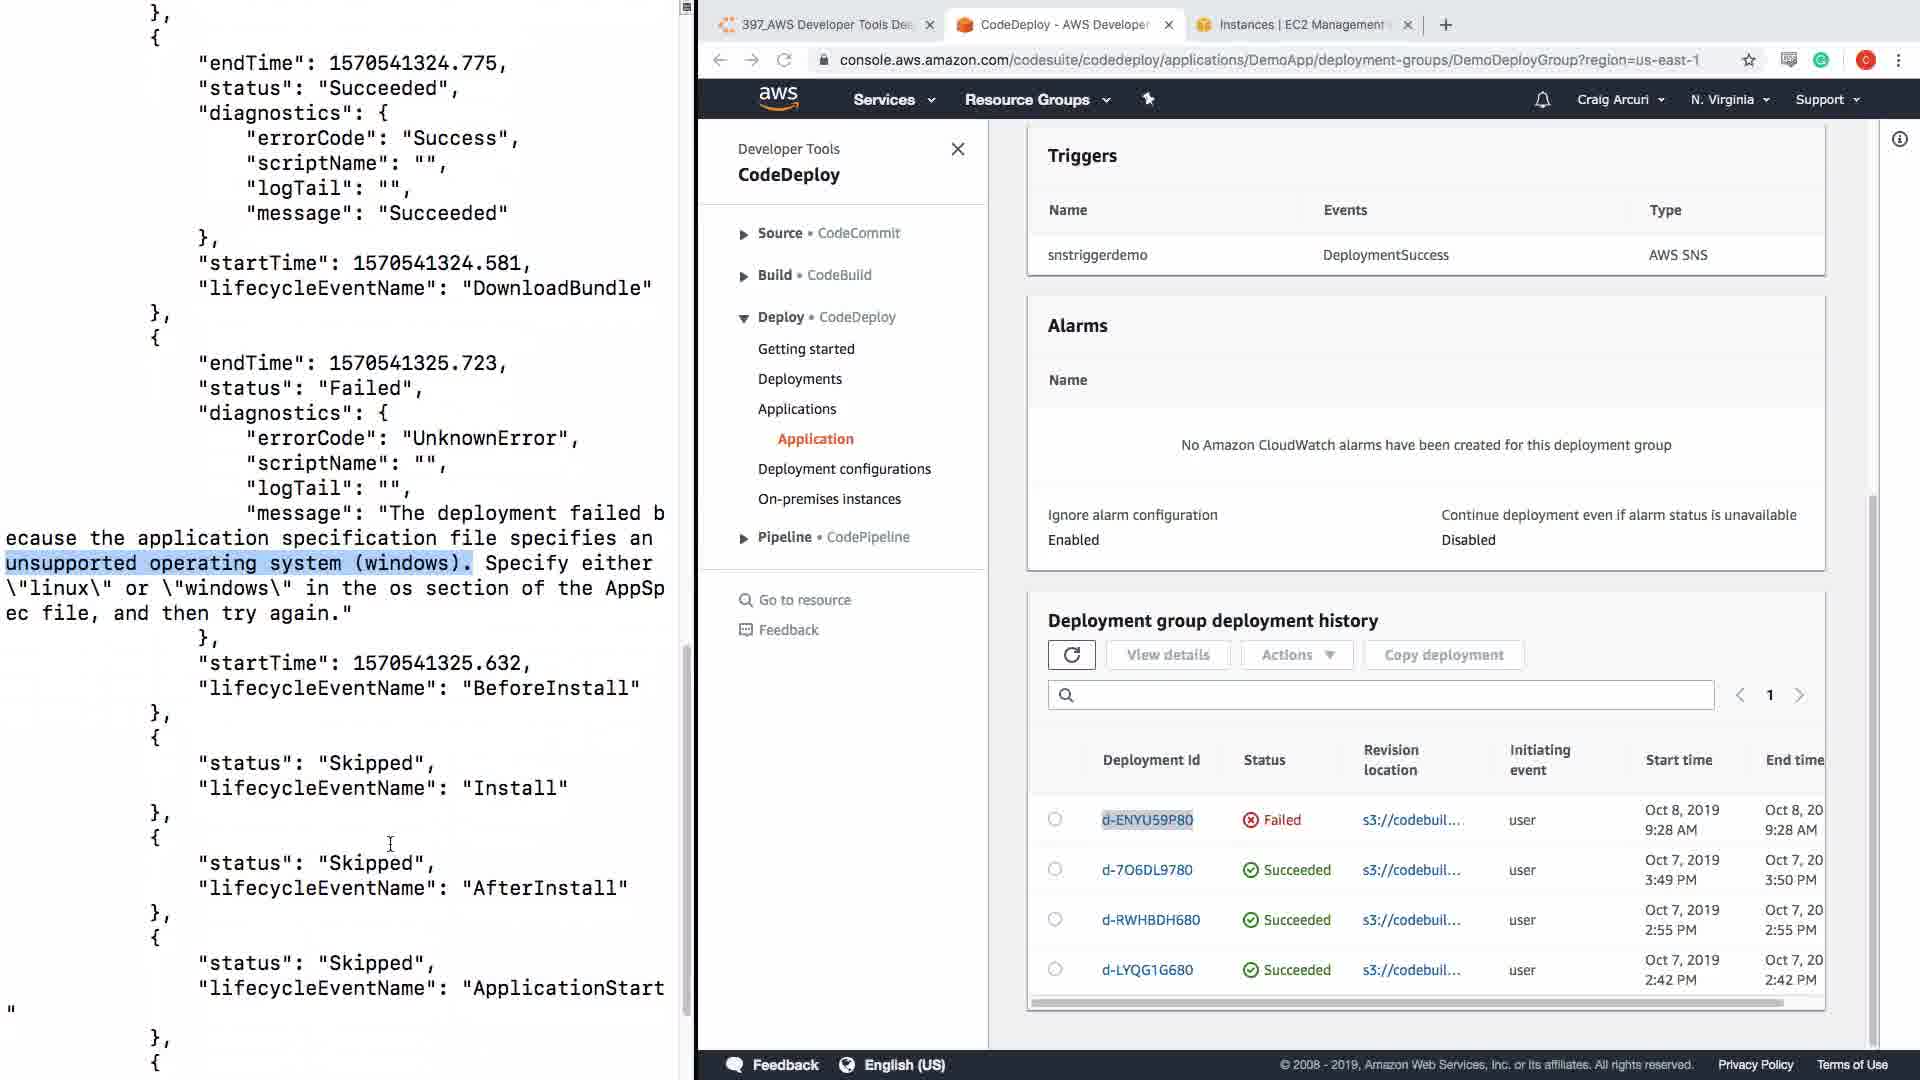 },
{
"endTime": 1570541324.775,
"status": "Succeeded",
"diagnostics": {
"errorCode": "Success",
"scriptName": "",
"logTail": "",
"message": "Succeeded"
},
"startTime": 1570541324.581,
"lifecycleEventName": "DownloadBundle"
},
{
"endTime": 1570541325.723,
"status": "Failed",
"diagnostics": {
"errorCode": "UnknownError",
"scriptName": "",
"logTail": "",
"message": "The deployment failed b
ecause the application specification file specifies an
unsupported operating system (windows). Specify either
\"linux\" or \"windows\" in the os section of the AppSp
ec file, and then try again."
},
"startTime": 1570541325.632,
"lifecycleEventName": "BeforeInstall"
},
{
"status": "Skipped",
"lifecycleEventName": "Install"
},
{
"status": "Skipped",
"lifecycleEventName": "AfterInstall"
},
{
"status": "Skipped",
"lifecycleEventName": "ApplicationStart
"
},
{
397_AWS Developer Tools De
CodeDeploy - AWS Developer
Instances | EC2 Management
console.aws.amazon.com/codesuite/codedeploy/applications/DemoApp/deployment-groups/DemoDeployGroup?region=us-east-1
C
aws
Services
Resource Groups
Craig Arcuri
N. Virginia
Support
Developer Tools
CodeDeploy
Source • CodeCommit
Build • CodeBuild
Deploy • CodeDeploy
Getting started
Deployments
Applications
Application
Deployment configurations
On-premises instances
Pipeline • CodePipeline
Go to resource
Feedback
Triggers
Name Events Type
snstriggerdemo DeploymentSuccess AWS SNS
Alarms
Name
No Amazon CloudWatch alarms have been created for this deployment group
Ignore alarm configuration
Enabled
Continue deployment even if alarm status is unavailable
Disabled
Deployment group deployment history
View details
Actions
Copy deployment
1
Deployment Id Status Revision location Initiating event Start time End time
d-ENYU59P80 Failed s3://codebuil.... user Oct 8, 2019 9:28 AM Oct 8, 20 9:28 AM
d-7O6DL9780 Succeeded s3://codebuil... user Oct 7, 2019 3:49 PM Oct 7, 20 3:50 PM
d-RWHBDH680 Succeeded s3://codebuil... user Oct 7, 2019 2:55 PM Oct 7, 20 2:55 PM
d-LYQG1G680 Succeeded s3://codebuil... user Oct 7, 2019 2:42 PM Oct 7, 20 2:42 PM
Feedback
English (US)
© 2008 - 2019, Amazon Web Services, Inc. or its affiliates. All rights reserved.
Privacy Policy
Terms of Use